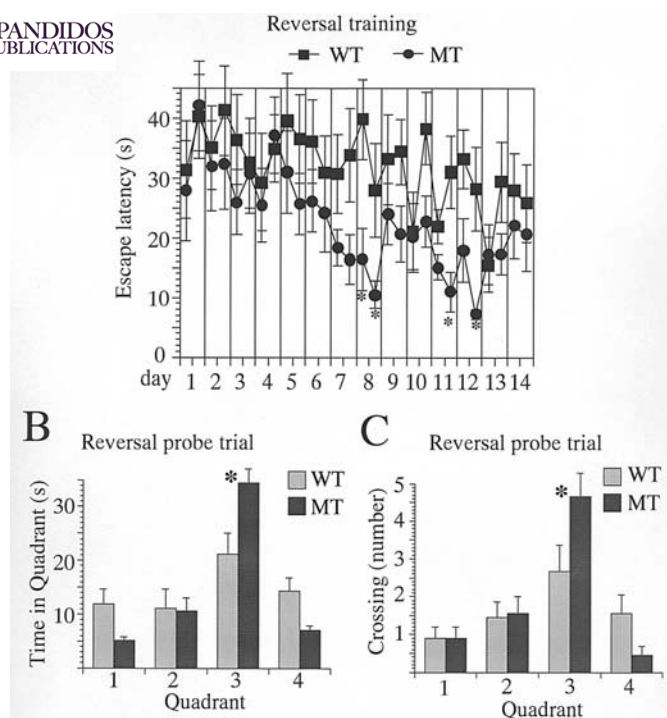 PANDIDOS
PUBLICATIONS
Reversal training
WT MT
Escape latency (s)
40
30
20
10
0
* * * *
day 1 2 3 4 5 6 7 8 9 10 11 12 13 14
B
Reversal probe trial
WT
MT
Time in Quadrant (s)
30
20
10
*
1 2 3 4
Quadrant
C
Reversal probe trial
WT
MT
Crossing (number)
5
4
3
2
1
*
1 2 3 4
Quadrant